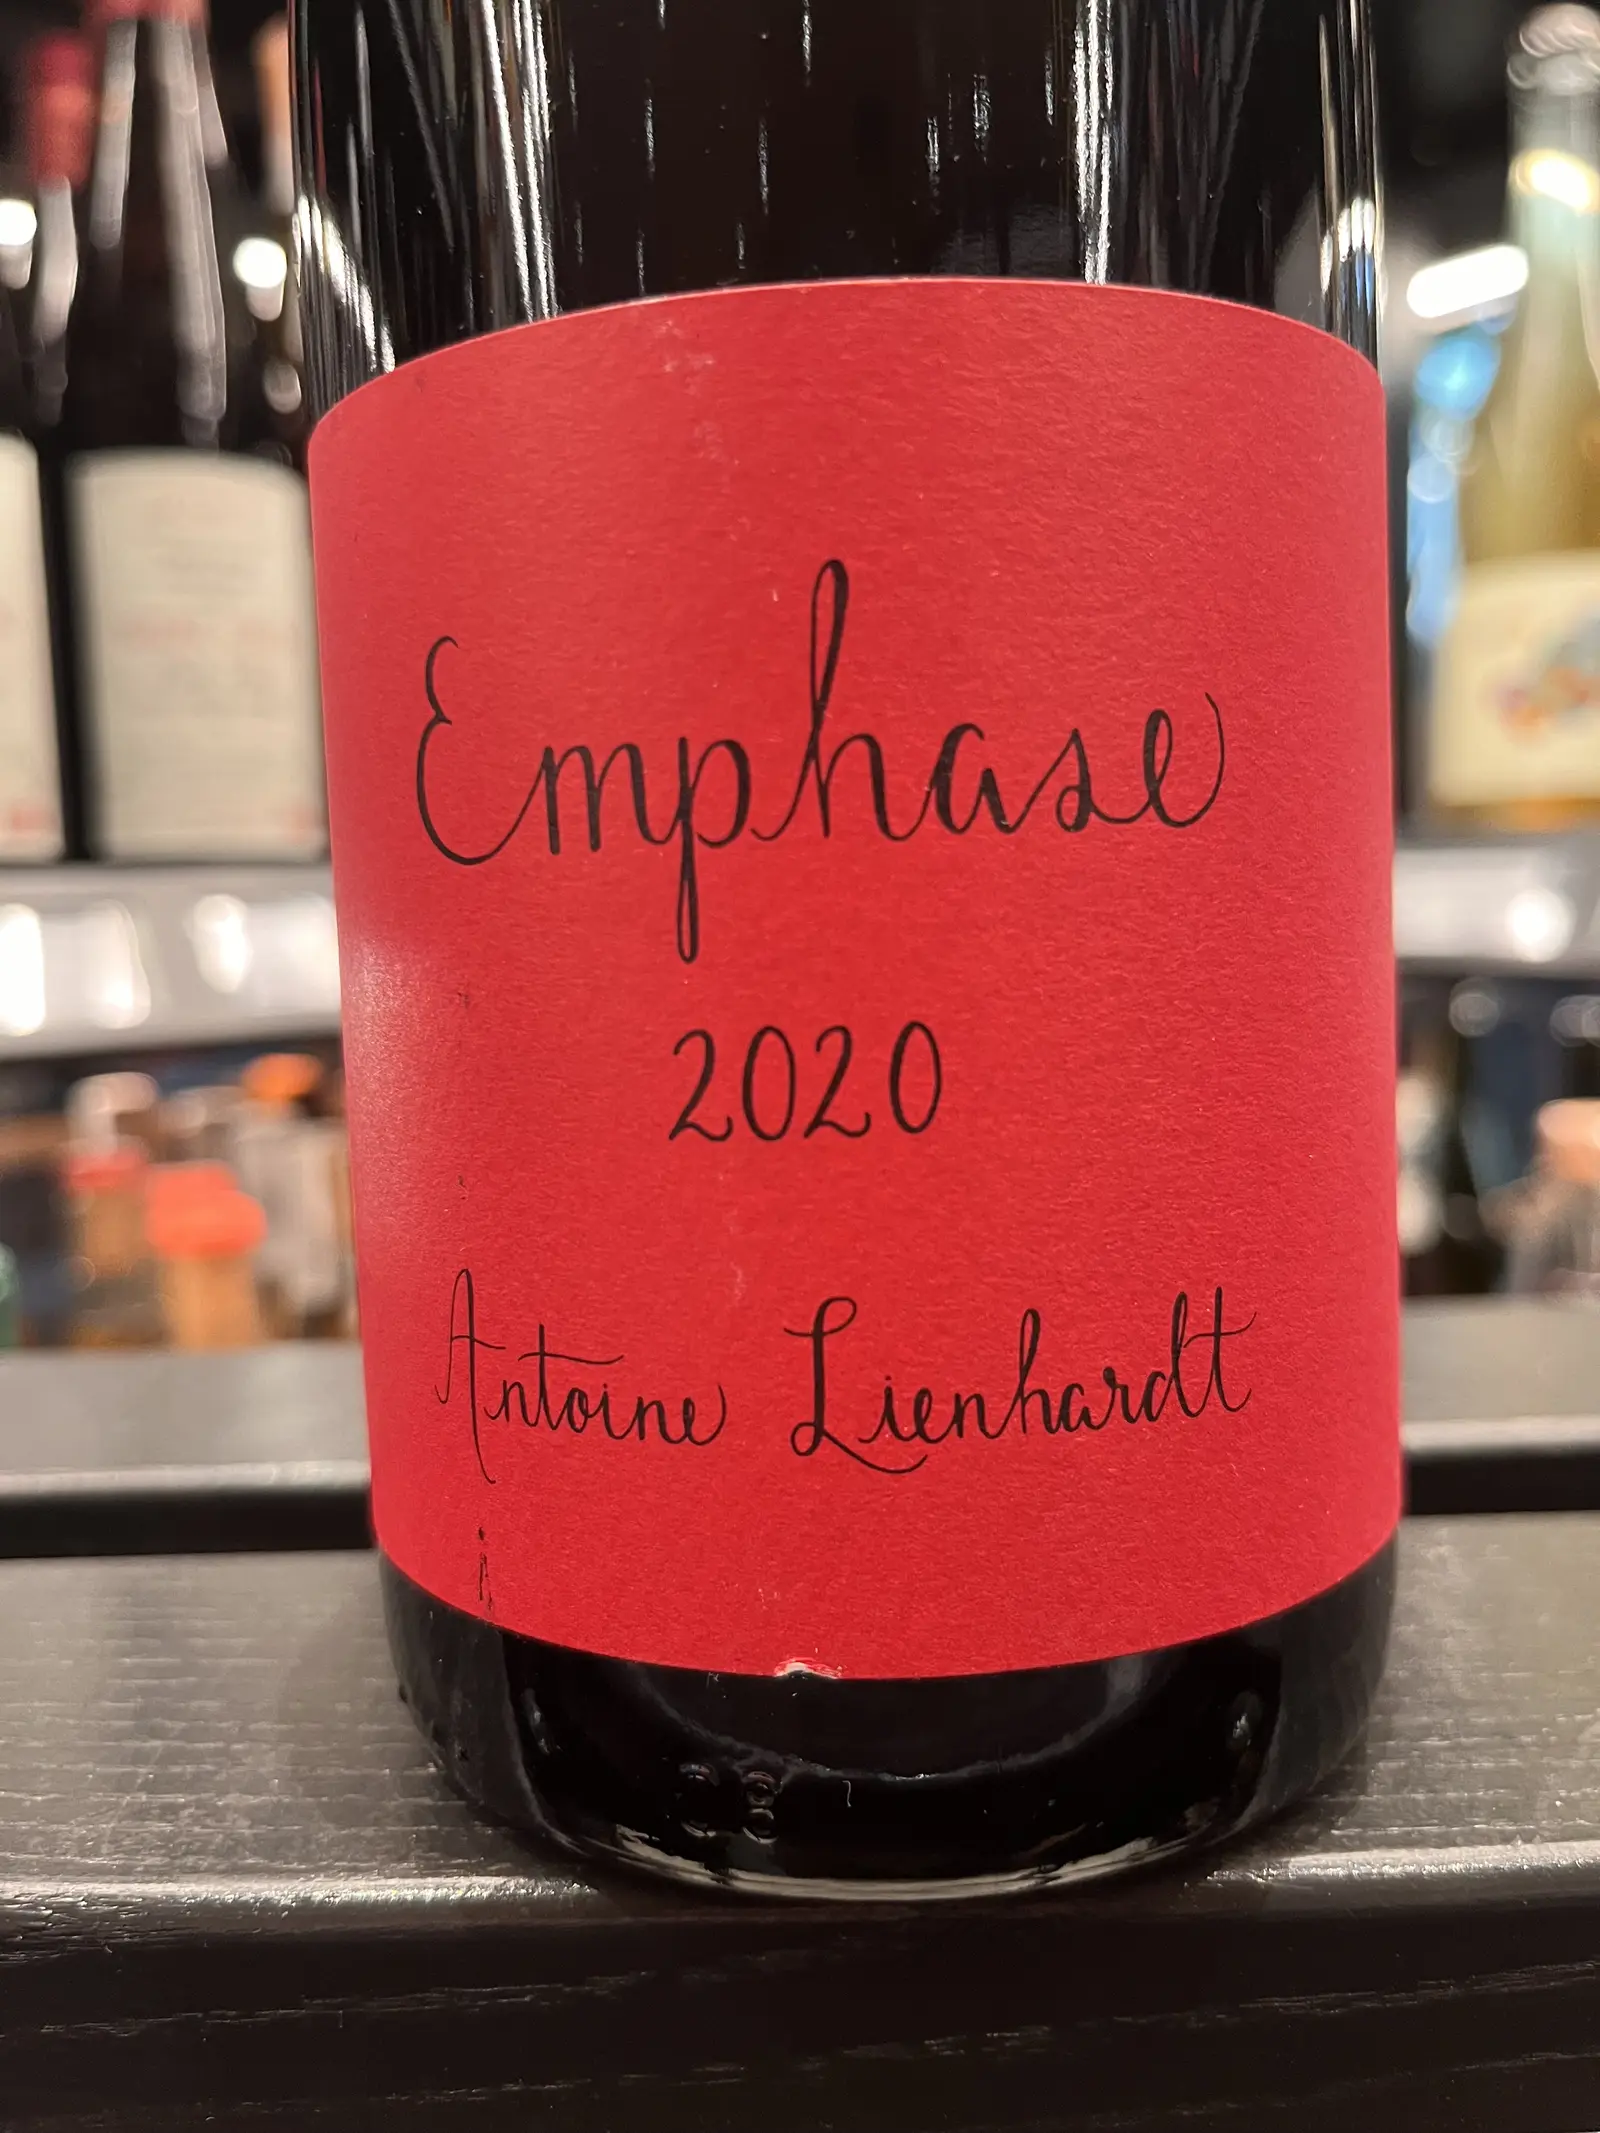 Emphase
2020
Antoine Lienhardt